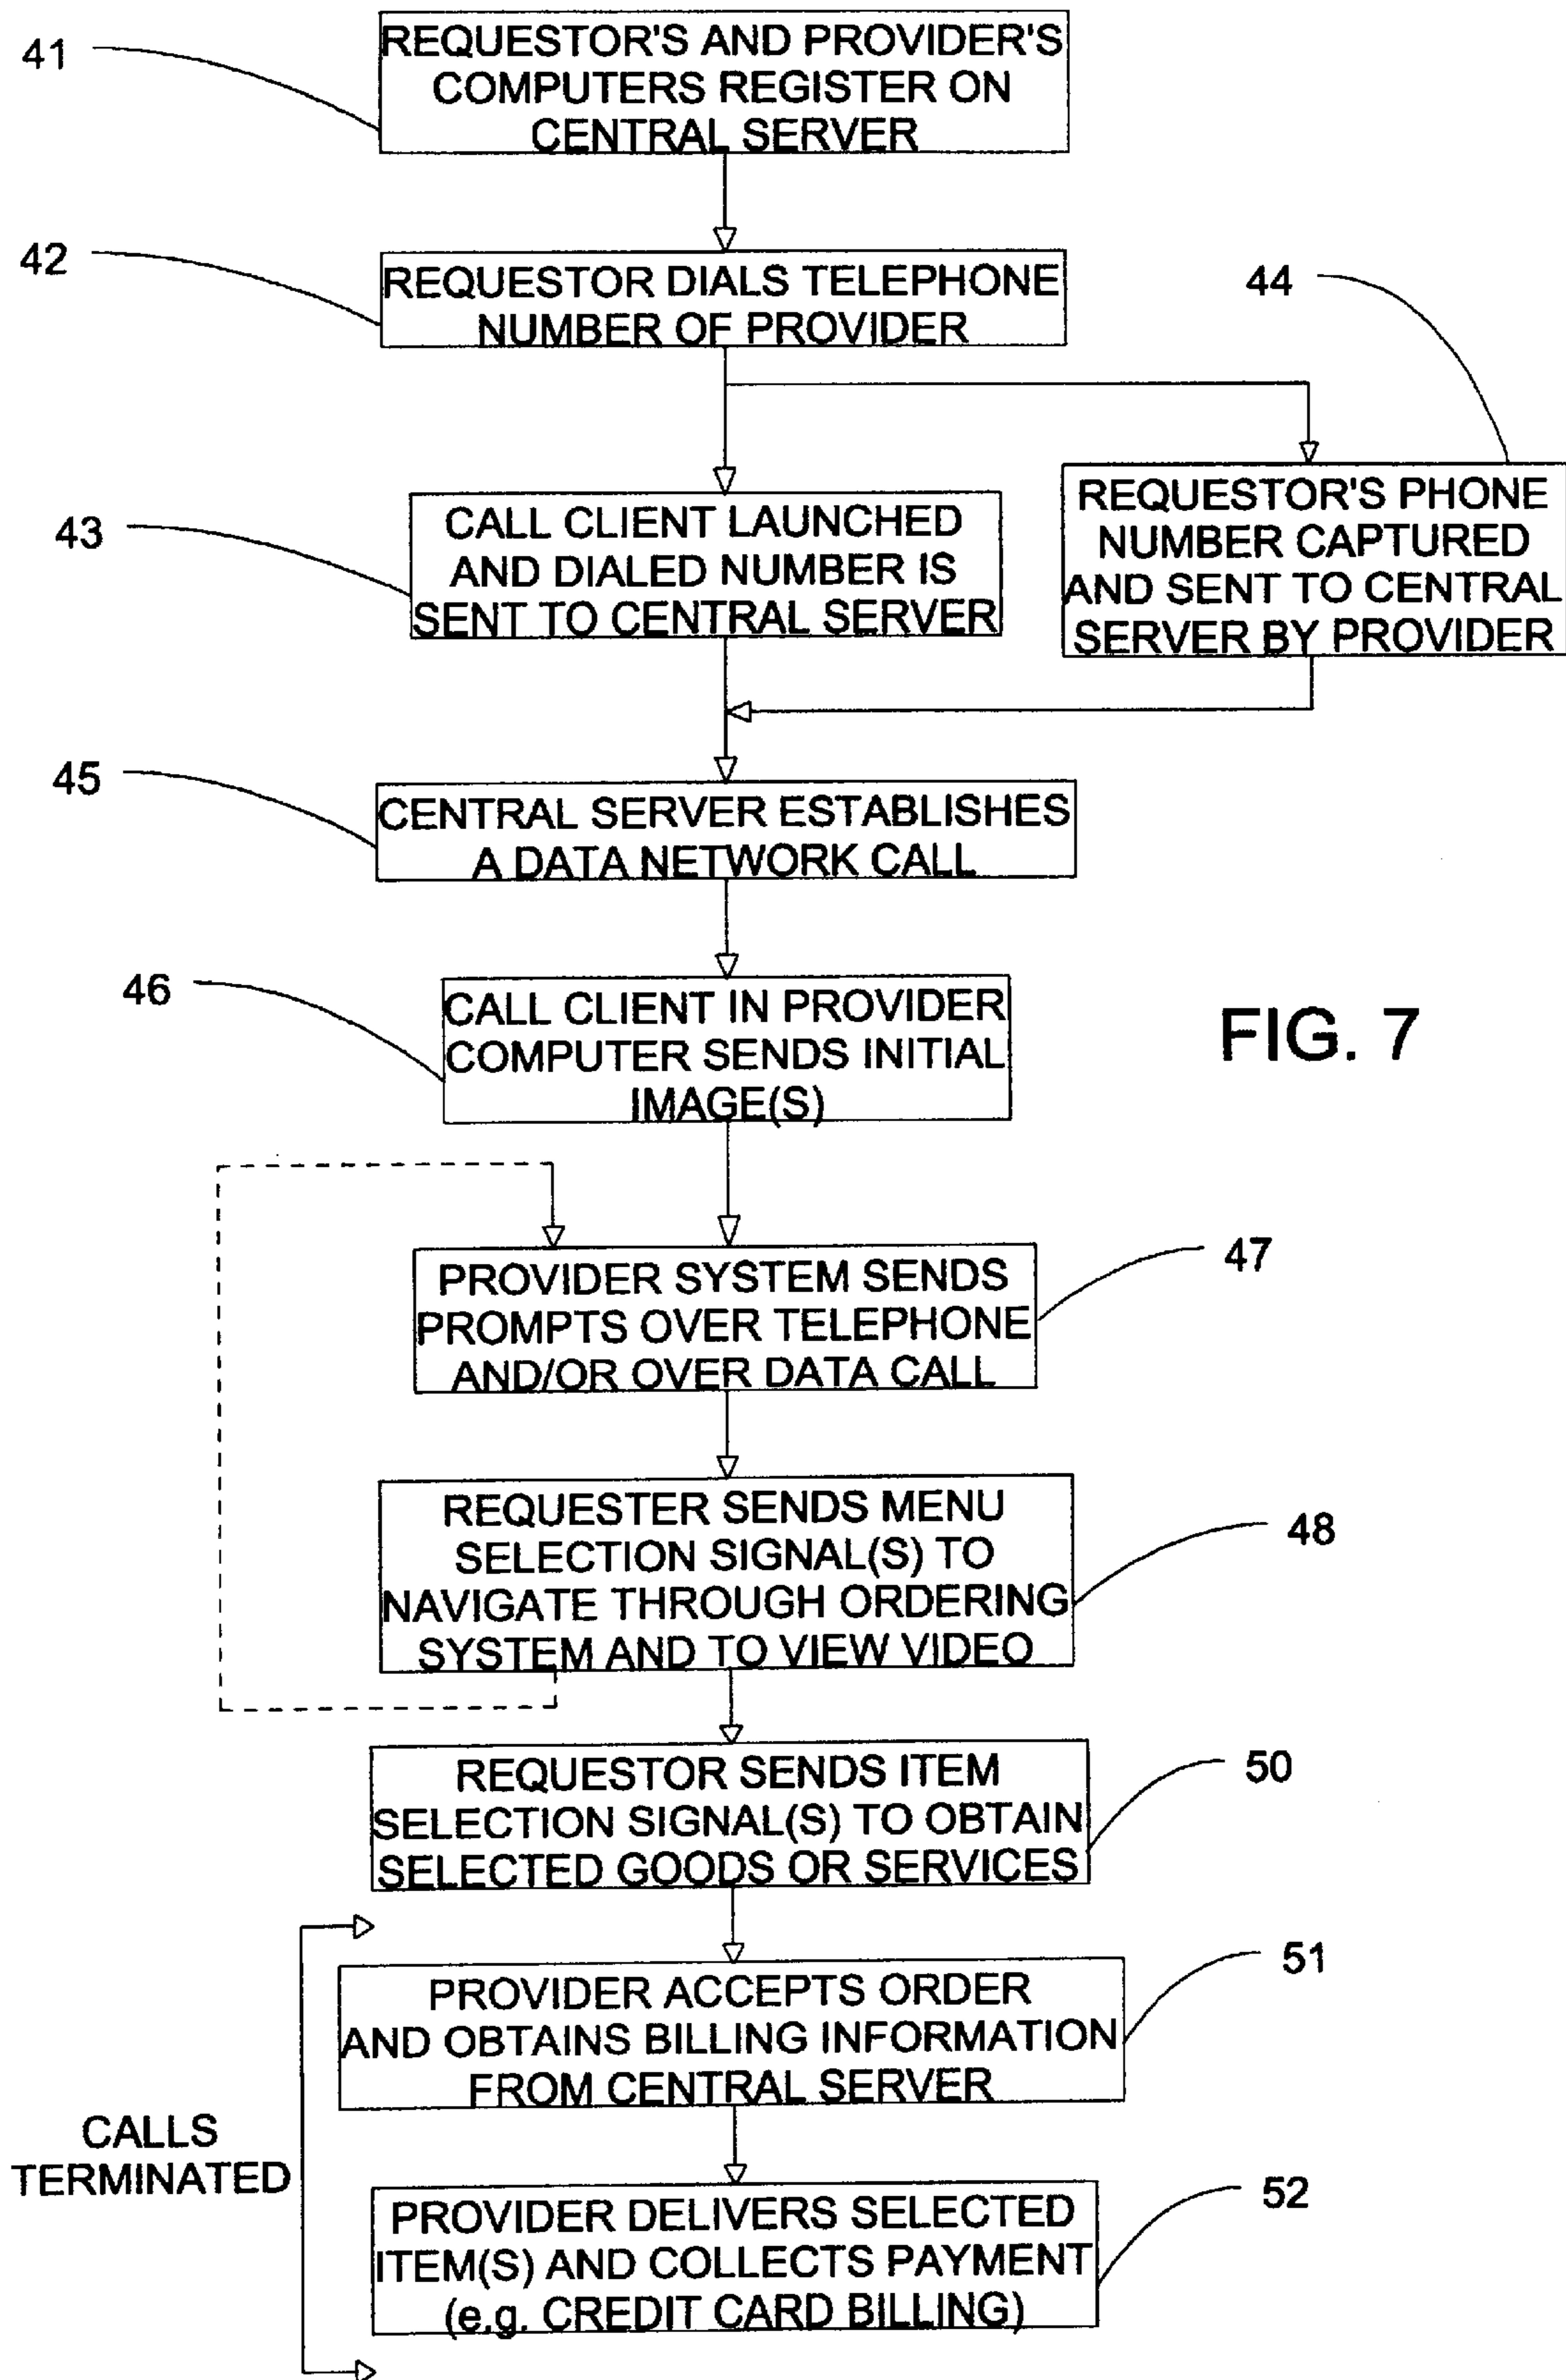 41
REQUESTOR'S AND PROVIDER'S
COMPUTERS REGISTER ON
CENTRAL SERVER
42
REQUESTOR DIALS TELEPHONE
NUMBER OF PROVIDER
44
43
CALL CLIENT LAUNCHED
AND DIALED NUMBER IS
SENT TO CENTRAL SERVER
REQUESTOR'S PHONE
NUMBER CAPTURED
AND SENT TO CENTRAL
SERVER BY PROVIDER
45
CENTRAL SERVER ESTABLISHES
A DATA NETWORK CALL
46
CALL CLIENT IN PROVIDER
COMPUTER SENDS INITIAL
IMAGE(S)
FIG. 7
PROVIDER SYSTEM SENDS
PROMPTS OVER TELEPHONE
AND/OR OVER DATA CALL
47
REQUESTER SENDS MENU
SELECTION SIGNAL(S) TO
NAVIGATE THROUGH ORDERING
SYSTEM AND TO VIEW VIDEO
48
REQUESTOR SENDS ITEM
SELECTION SIGNAL(S) TO OBTAIN
SELECTED GOODS OR SERVICES
50
PROVIDER ACCEPTS ORDER
AND OBTAINS BILLING INFORMATION
FROM CENTRAL SERVER
51
CALLS
TERMINATED
PROVIDER DELIVERS SELECTED
ITEM(S) AND COLLECTS PAYMENT
(e.g. CREDIT CARD BILLING)
52